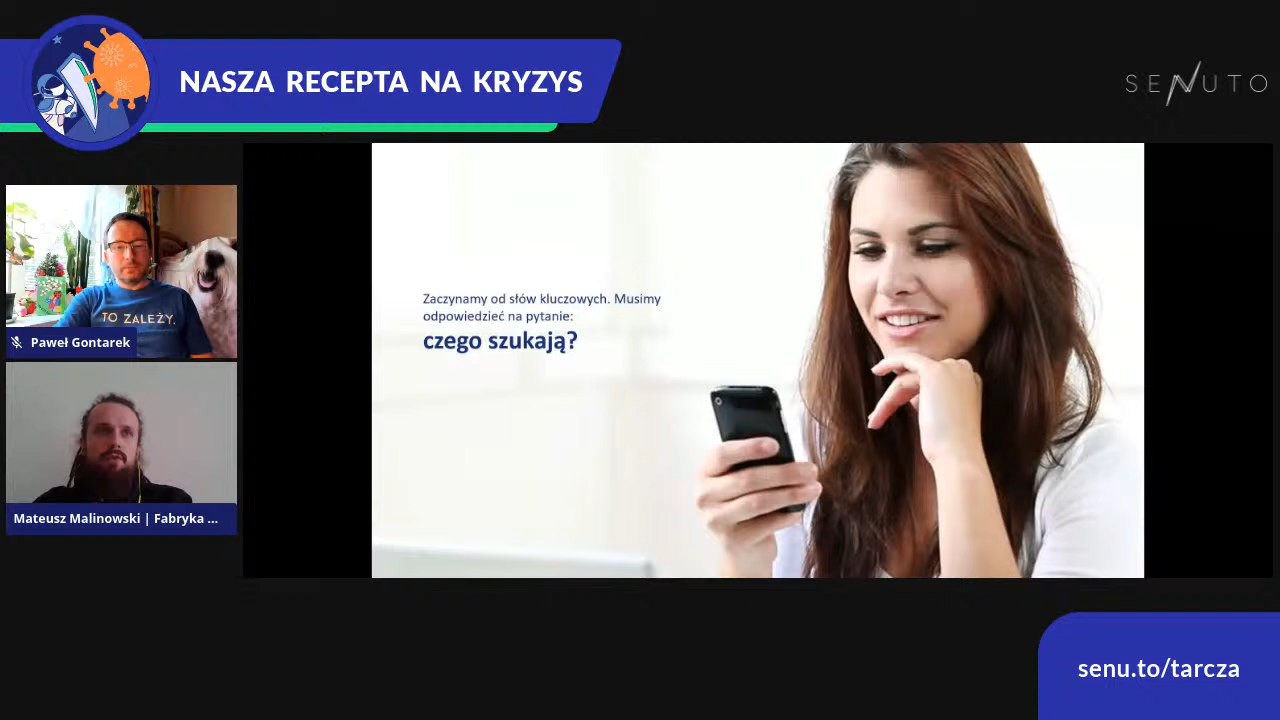 NASZA RECEPTA NA KRYZYS
SENUTO
TO ZALEŻY.
Paweł Gontarek
Mateusz Malinowski | Fabryka ...
Zaczynamy od słów kluczowych. Musimy
odpowiedzieć na pytanie:
czego szukają?
senu.to/tarcza